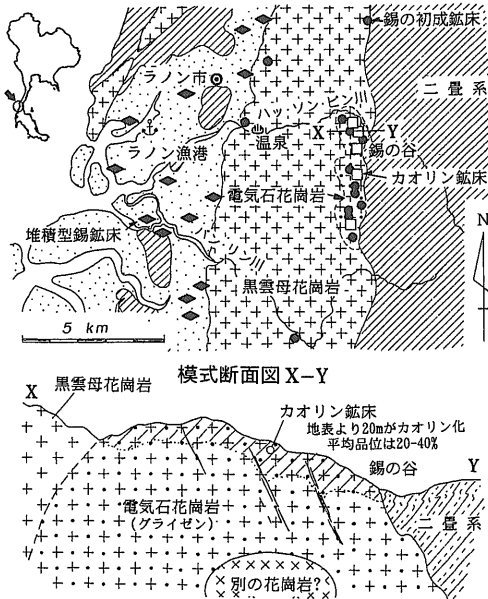 錫の初成鉱床
二畳系
ラノン市
ハッソンピン川
X
Y
温泉
錫の谷
ラノン漁港
カオリン鉱床
電気石花崗岩
堆積型錫鉱床
N
黒雲母花崗岩
5 km
模式断面図 X−Y
黒雲母花崗岩
X
カオリン鉱床
地表より20mがカオリン化
平均品位は20-40%
錫の谷
Y
電気石花崗岩
(グライゼン)
二畳系
別の花崗岩?